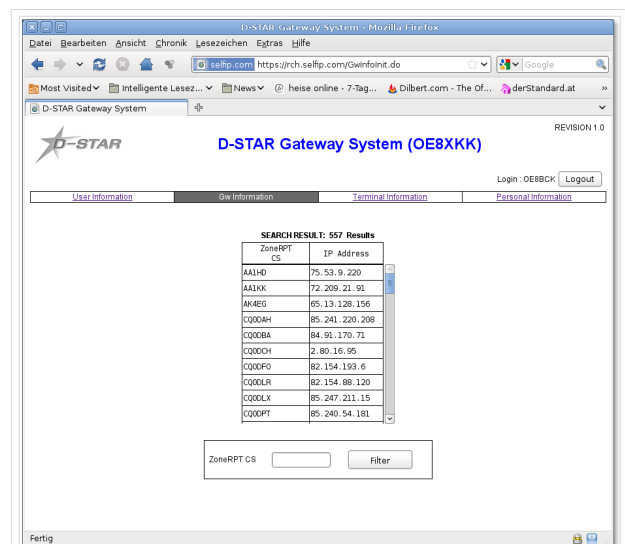 D-STAR Gateway System - Mozilla Firefox
Datei Bearbeiten Ansicht Chronik Lesezeichen Extras Hilfe
selfip.com https://rch.selfip.com/GwInfoInit.do Google
Most Visited Intelligente Lesez... News heise online - 7-Tag... Dilbert.com - The Of... derStandard.at »
D-STAR Gateway System
REVISION 1.0
D-STAR
D-STAR Gateway System (OE8XKK)
Login : OE8BCK Logout
User Information Gw Information Terminal Information Personal Information
SEARCH RESULT: 557 Results
ZoneRPT CS IP Address
AA1HD 75.53.9.220
AA1KK 72.209.21.91
AK4EG 65.13.128.156
CQ0DAH 85.241.220.208
CQ0DBA 84.91.170.71
CQ0DCH 2.80.16.95
CQ0DFO 82.154.193.6
CQ0DLR 82.154.88.120
CQ0DLX 85.247.211.15
CQ0DPT 85.240.54.181
ZoneRPT CS Filter
Fertig